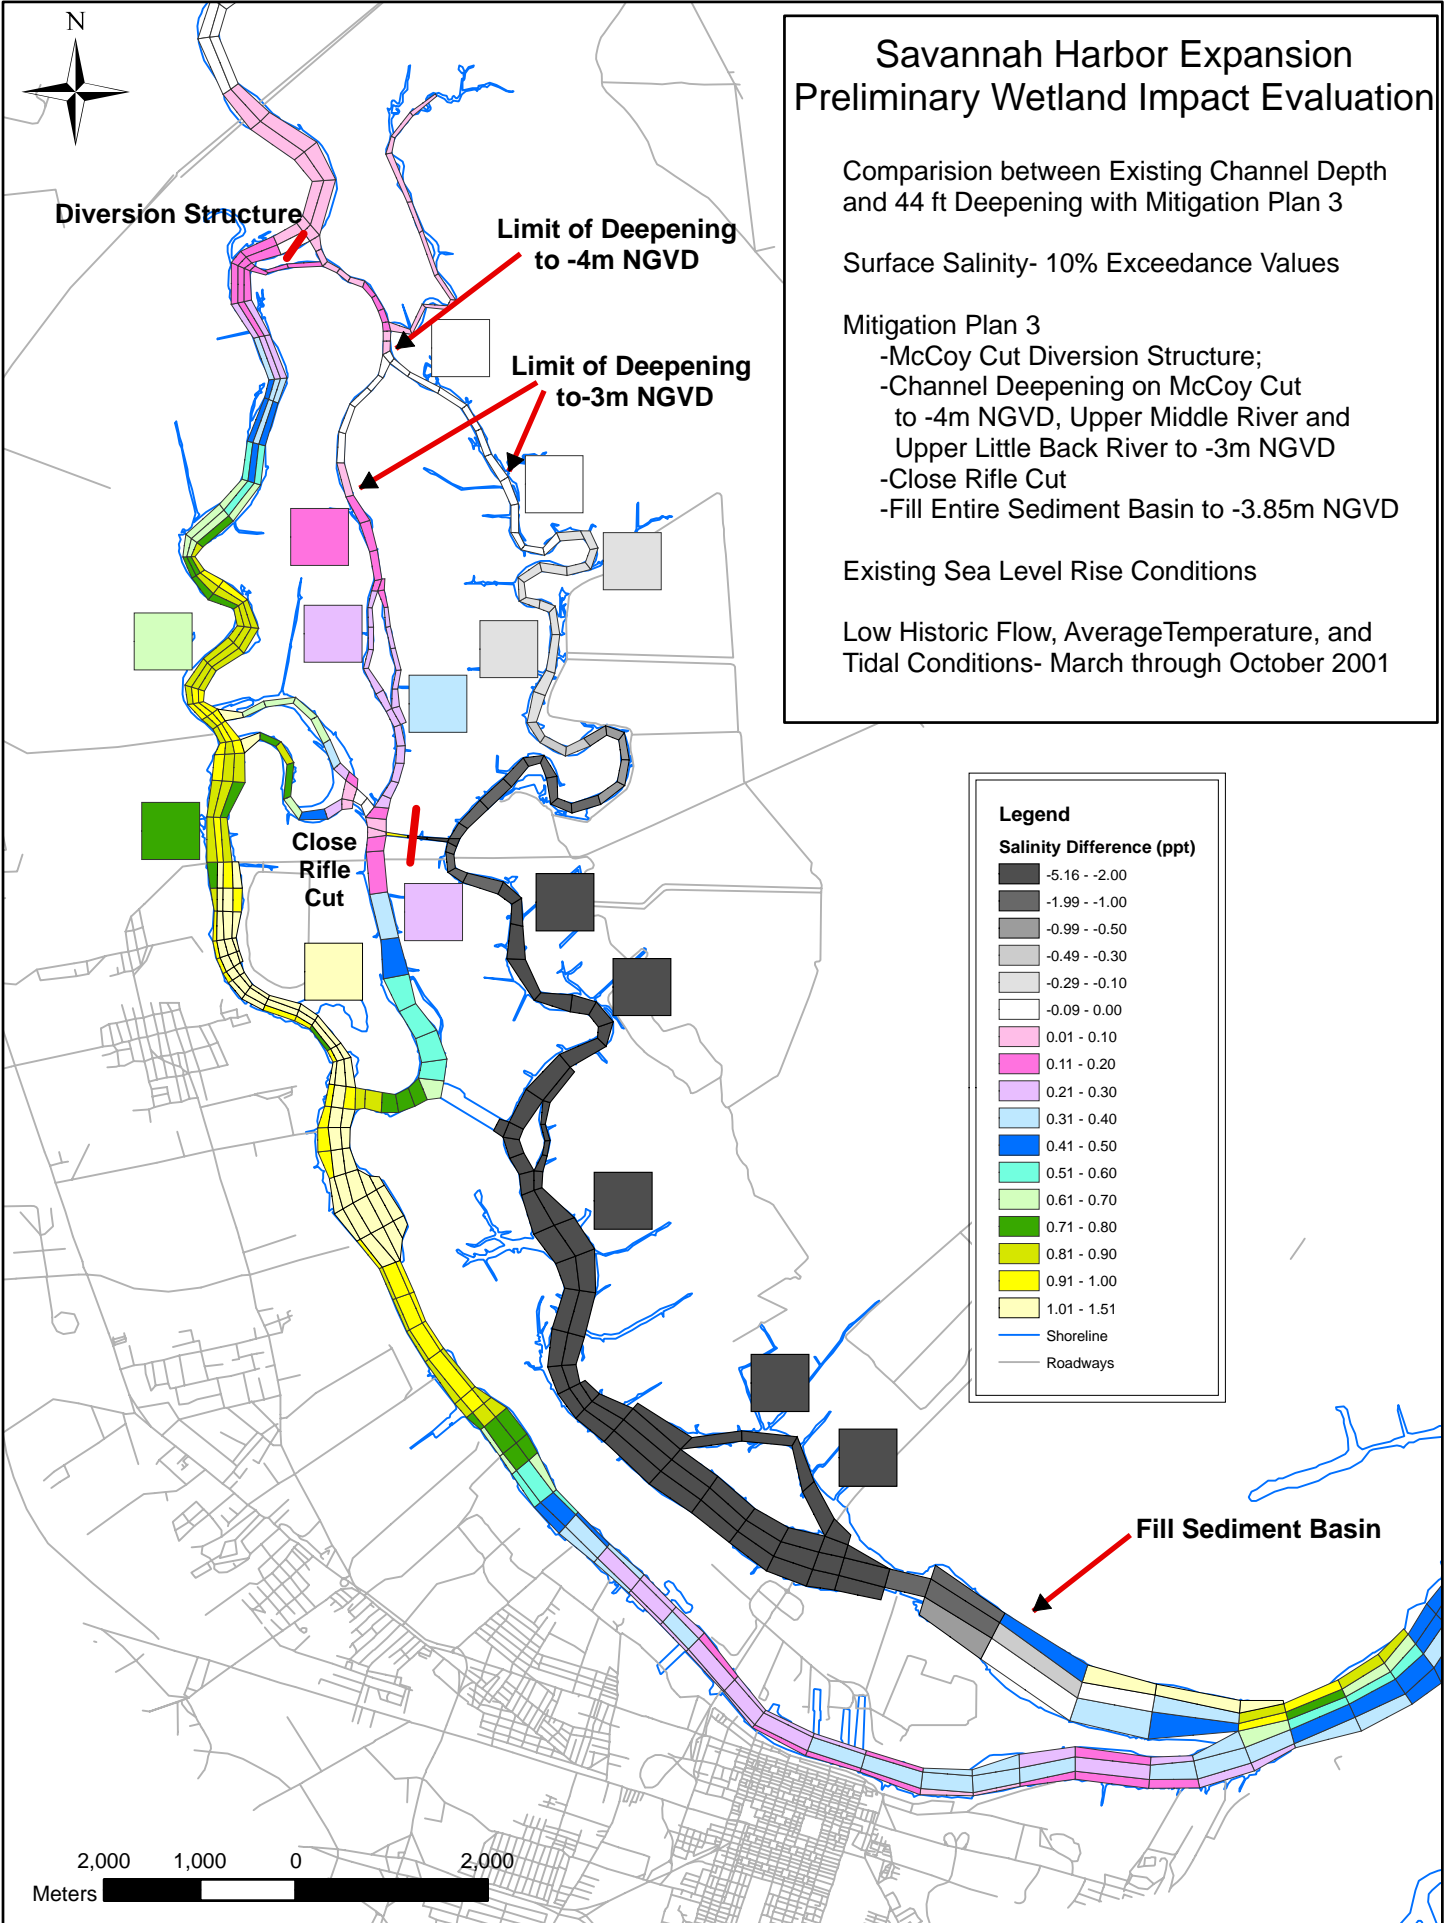 N
Savannah Harbor Expansion
Preliminary Wetland Impact Evaluation
Comparision between Existing Channel Depth
and 44 ft Deepening with Mitigation Plan 3
Surface Salinity- 10% Exceedance Values
Mitigation Plan 3
-McCoy Cut Diversion Structure;
-Channel Deepening on McCoy Cut
to -4m NGVD, Upper Middle River and
Upper Little Back River to -3m NGVD
-Close Rifle Cut
-Fill Entire Sediment Basin to -3.85m NGVD
Existing Sea Level Rise Conditions
Low Historic Flow, AverageTemperature, and
Tidal Conditions- March through October 2001
Diversion Structure
Limit of Deepening
to -4m NGVD
Limit of Deepening
to-3m NGVD
Close
Rifle
Cut
Legend
Salinity Difference (ppt)
-5.16 - -2.00
-1.99 - -1.00
-0.99 - -0.50
-0.49 - -0.30
-0.29 - -0.10
-0.09 - 0.00
0.01 - 0.10
0.11 - 0.20
0.21 - 0.30
0.31 - 0.40
0.41 - 0.50
0.51 - 0.60
0.61 - 0.70
0.71 - 0.80
0.81 - 0.90
0.91 - 1.00
1.01 - 1.51
Shoreline
Roadways
Fill Sediment Basin
2,000 1,000 0 2,000
Meters